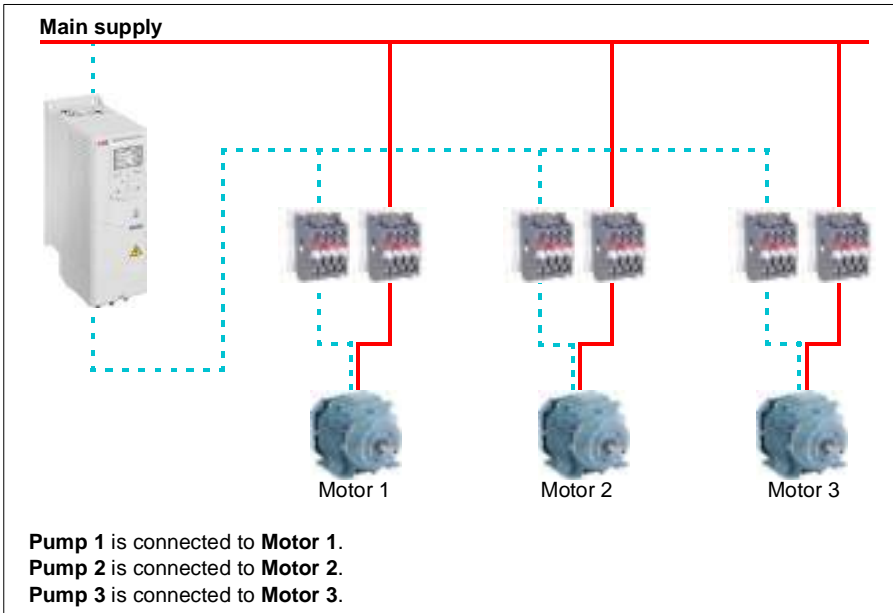 Main supply
ABB
Motor 1
Motor 2
Motor 3
Pump 1 is connected to Motor 1.
Pump 2 is connected to Motor 2.
Pump 3 is connected to Motor 3.